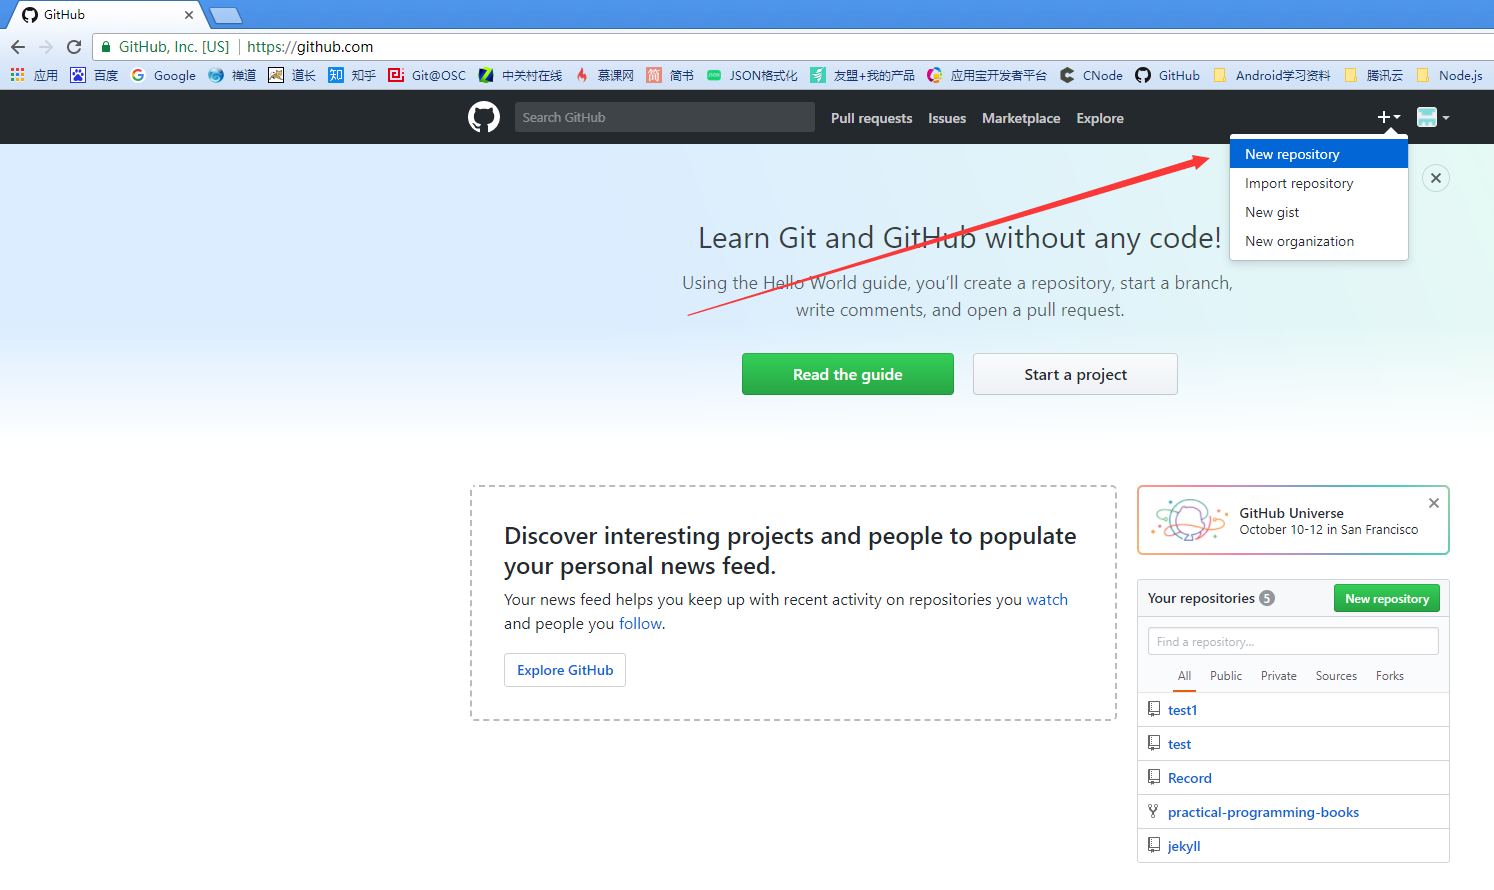 GitHub
GitHub, Inc. [US] https://github.com
应用 百度 Google 禅道 道长 知乎 Git@OSC 中关村在线 慕课网 简书 JSON格式化 友盟+我的产品 应用宝开发者平台 CNode GitHub Android学习资料 腾讯云 Node.js
Search GitHub Pull requests Issues Marketplace Explore
New repository
Import repository
New gist
New organization
Learn Git and GitHub without any code!
Using the Hello World guide, you’ll create a repository, start a branch,
write comments, and open a pull request.
Read the guide Start a project
Discover interesting projects and people to populate
your personal news feed.
Your news feed helps you keep up with recent activity on repositories you watch
and people you follow.
Explore GitHub
GitHub Universe
October 10-12 in San Francisco
Your repositories 5 New repository
Find a repository...
All Public Private Sources Forks
test1
test
Record
practical-programming-books
jekyll